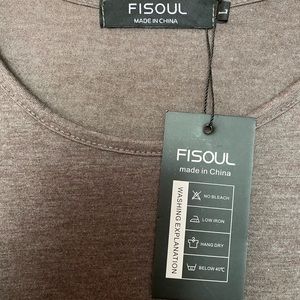 FISOUL
MADE IN CHINA
L
FISOUL
made in China
WASHING EXPLANATION
NO BLEACH
LOW IRON
HANG DRY
BELOW 40℃